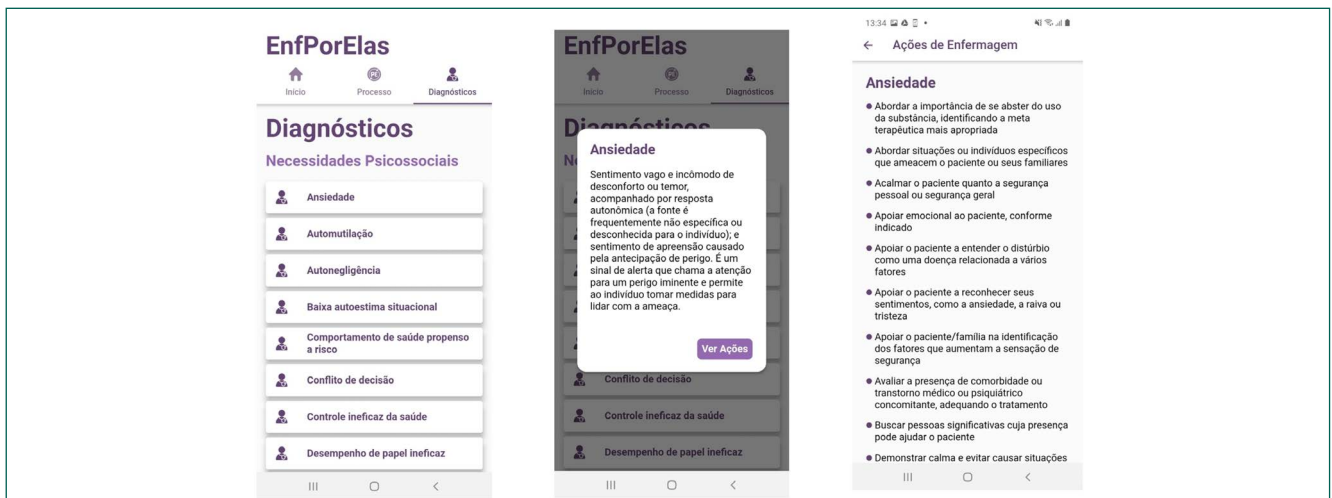 EnfPorElas
Início
Processo
Diagnósticos
Diagnósticos
Necessidades Psicossociais
Ansiedade
Automutilação
Autonegligência
Baixa autoestima situacional
Comportamento de saúde propenso
a risco
Conflito de decisão
Controle ineficaz da saúde
Desempenho de papel ineficaz
EnfPorElas
Início
Processo
Diagnósticos
Diagnósticos
Ansiedade
Sentimento vago e incômodo de
desconforto ou temor,
acompanhado por resposta
autonômica (a fonte é
frequentemente não específica ou
desconhecida para o indivíduo); e
sentimento de apreensão causado
pela antecipação de perigo. É um
sinal de alerta que chama a atenção
para um perigo iminente e permite
ao indivíduo tomar medidas para
lidar com a ameaça.
Ver Ações
Conflito de decisão
Controle ineficaz da saúde
Desempenho de papel ineficaz
13:34
Ações de Enfermagem
Ansiedade
Abordar a importância de se abster do uso
da substância, identificando a meta
terapêutica mais apropriada
Abordar situações ou indivíduos específicos
que ameacem o paciente ou seus familiares
Acalmar o paciente quanto a segurança
pessoal ou segurança geral
Apoiar emocional ao paciente, conforme
indicado
Apoiar o paciente a entender o distúrbio
como uma doença relacionada a vários
fatores
Apoiar o paciente a reconhecer seus
sentimentos, como a ansiedade, a raiva ou
tristeza
Apoiar o paciente/família na identificação
dos fatores que aumentam a sensação de
segurança
Avaliar a presença de comorbidade ou
transtorno médico ou psiquiátrico
concomitante, adequando o tratamento
Buscar pessoas significativas cuja presença
pode ajudar o paciente
Demonstrar calma e evitar causar situações